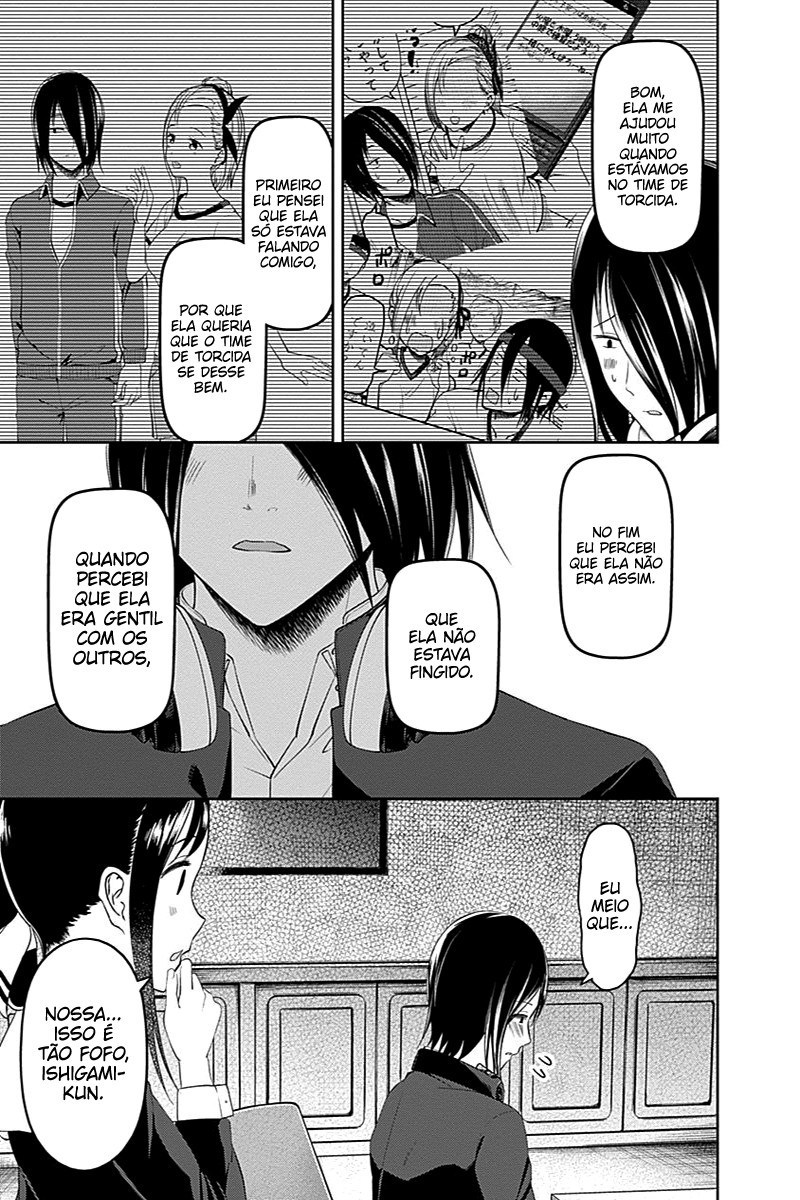 BOM,
ELA ME
AJUDOU
MUITO
QUANDO
ESTÁVAMOS
NO TIME DE
TORCIDA.
PRIMEIRO
EU PENSEI
QUE ELA
SÓ ESTAVA
FALANDO
COMIGO,
POR QUE
ELA QUERIA
QUE O TIME
DE TORCIDA
SE DESSE
BEM.
NO FIM
EU PERCEBI
QUE ELA NÃO
ERA ASSIM.
QUE
ELA NÃO
ESTAVA
FINGIDO.
QUANDO
PERCEBI
QUE ELA
ERA GENTIL
COM OS
OUTROS,
EU
MEIO
QUE...
NOSSA...
ISSO É
TÃO FOFO,
ISHIGAMI-
KUN.